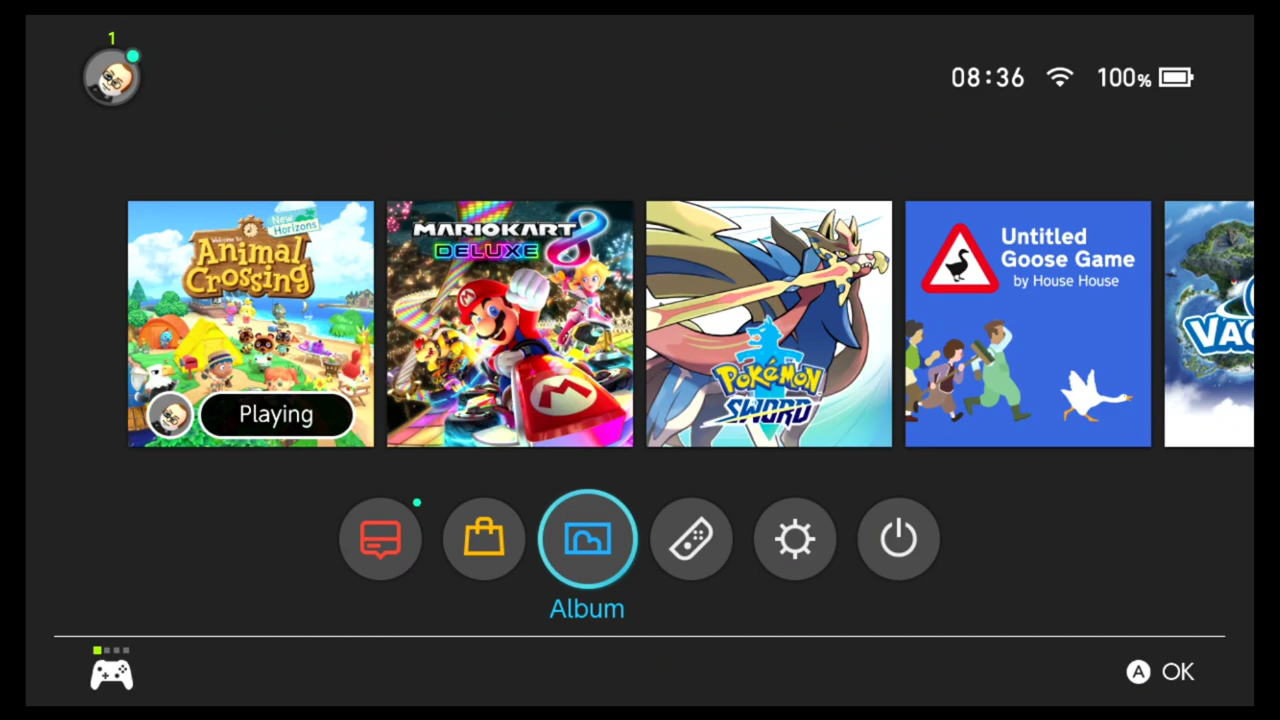 1
08:36
100%
New
Horizons
Welcome to
Animal
Crossing
Playing
MARIOKART 8
DELUXE
M
POKéMON
SWORD
Untitled
Goose Game
by House House
VAC
Album
A OK